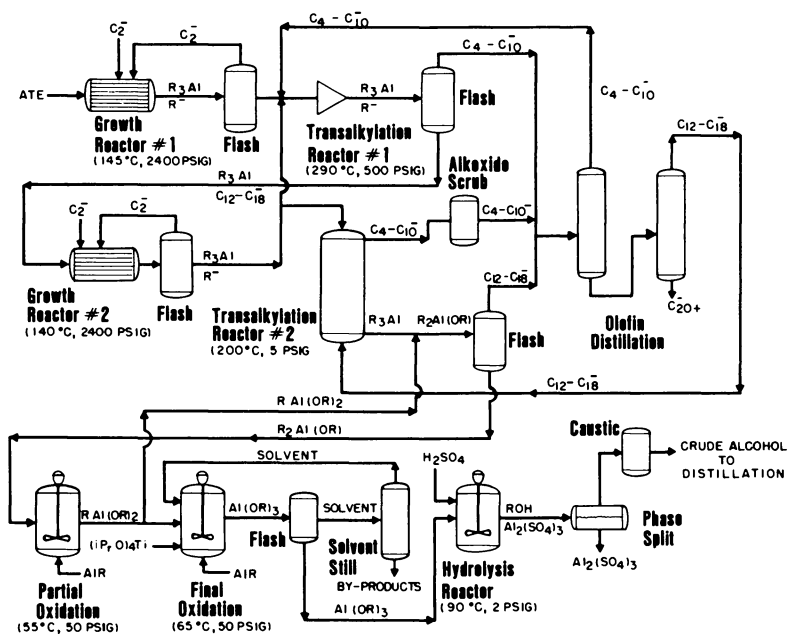 C₄ – C₁₀⁻
C₂⁻
C₂⁻
ATE
R₃Al
R⁻
Growth
Reactor #1
(145°C, 2400 PSIG)
Flash
R₃Al
R⁻
Transalkylation
Reactor #1
(290°C, 500 PSIG)
C₄ – C₁₀⁻
Flash
C₄ – C₁₀⁻
C₁₂–C₁₈⁻
R₃Al
C₁₂–C₁₈⁻
Alkoxide
Scrub
C₂⁻
C₂⁻
R₃Al
R⁻
Growth
Reactor #2
(140°C, 2400 PSIG)
Flash
C₄–C₁₀⁻
C₄–C₁₀⁻
Transalkylation
Reactor #2
(200°C, 5 PSIG
R₃Al
R₂Al(OR)
C₁₂–C₁₈⁻
Flash
C₂₀₊⁻
Olefin
Distillation
C₁₂–C₁₈⁻
R Al(OR)₂
R₂Al(OR)
SOLVENT
R Al(OR)₂
(iPrO)₄Ti
AIR
Partial
Oxidation
(55°C, 50 PSIG)
Al(OR)₃
AIR
Final
Oxidation
(65°C, 50 PSIG)
Flash
SOLVENT
Solvent
Still
BY-PRODUCTS
Al(OR)₃
H₂SO₄
ROH
Al₂(SO₄)₃
Hydrolysis
Reactor
(90°C, 2 PSIG)
Caustic
CRUDE ALCOHOL
TO
DISTILLATION
Phase
Split
Al₂(SO₄)₃